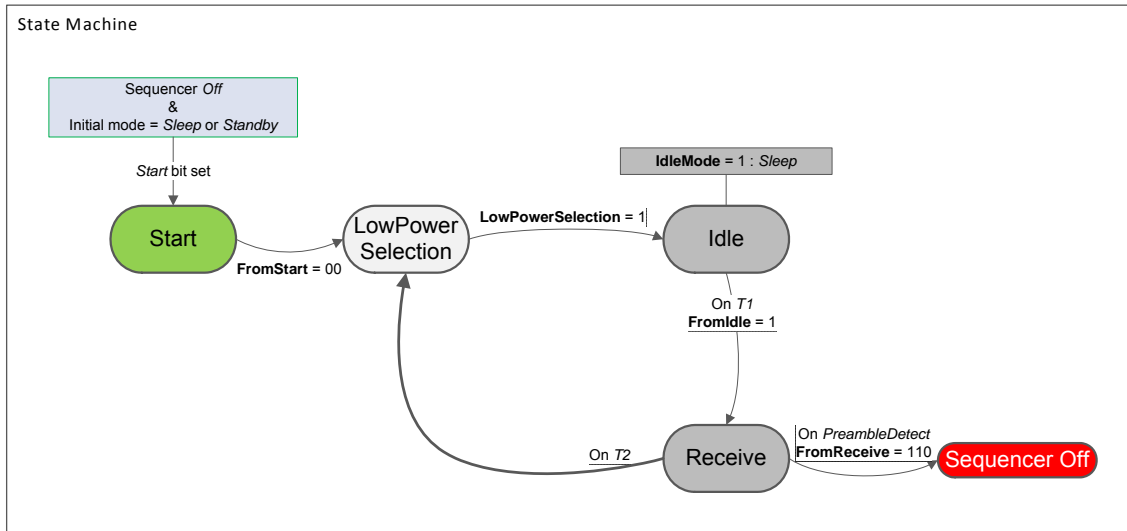 State Machine
Sequencer Off
&
Initial mode = Sleep or Standby
Start bit set
IdleMode = 1 : Sleep
Start
FromStart = 00
LowPower
Selection
LowPowerSelection = 1
Idle
On T1
FromIdle = 1
On T2
Receive
On PreambleDetect
FromReceive = 110
Sequencer Off